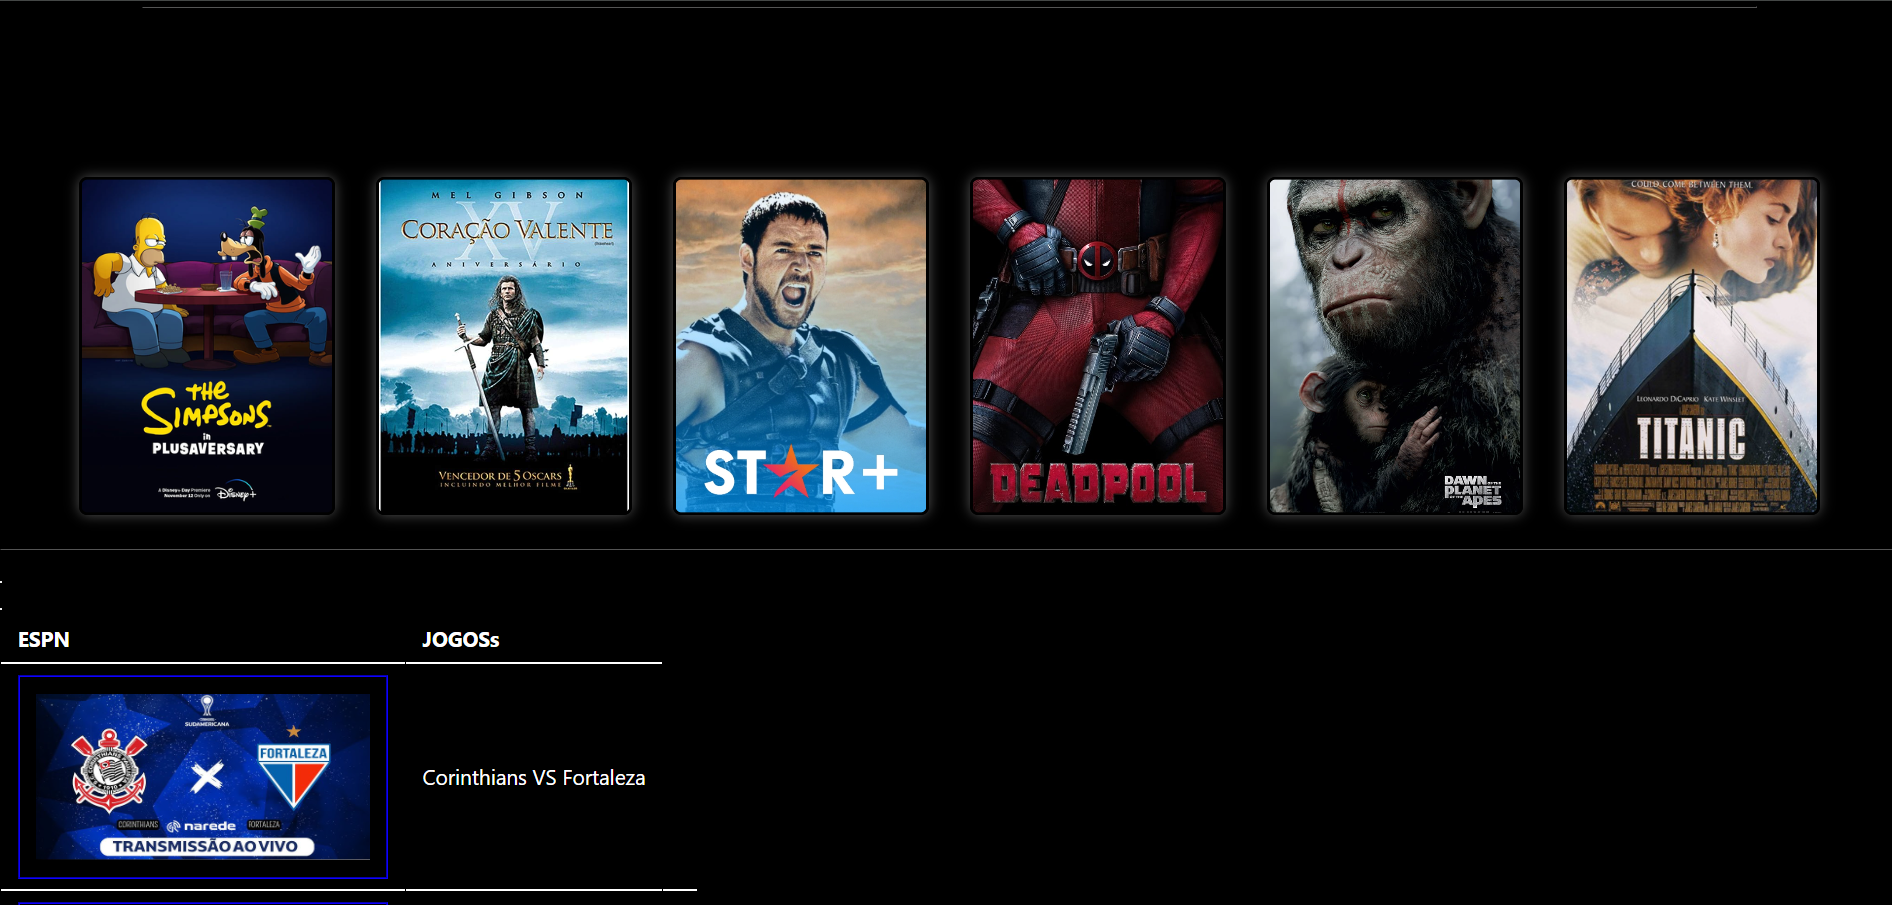 THE
SIMPSONS
in
PLUSAVERSARY
A Disney+ Day Premiere
November 12 Only on Disney+
MEL GIBSON
XV
CORAÇÃO VALENTE
ANIVERSÁRIO
VENCEDOR DE 5 OSCARS
INCLUINDO MELHOR FILME
STAR+
DEADPOOL
DAWN OF THE
PLANET
OF THE APES
COULD COME BETWEEN THEM.
LEONARDO DICAPRIO KATE WINSLET
TITANIC
ESPN JOGOSs
SUDAMERICANA
FORTALEZA
1910
X
CORINTHIANS narede FORTALEZA
TRANSMISSÃO AO VIVO
Corinthians VS Fortaleza